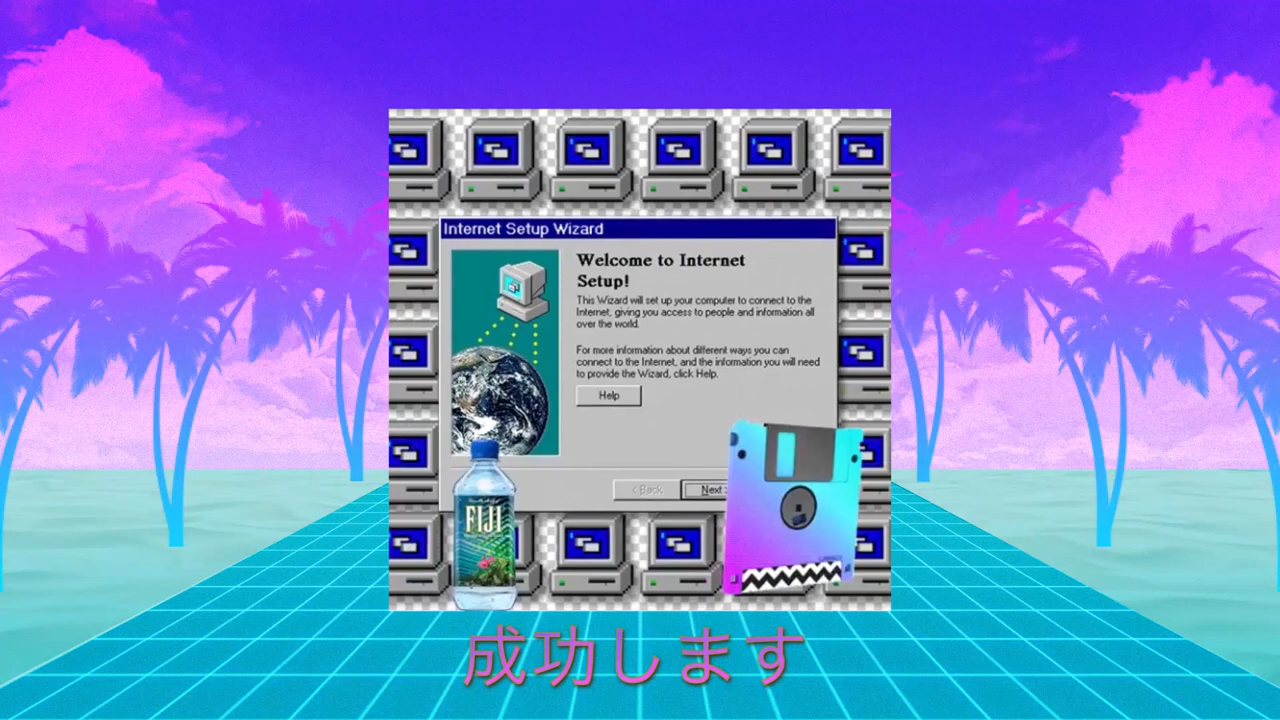 Internet Setup Wizard
Welcome to Internet
Setup!
This Wizard will set up your computer to connect to the
Internet, giving you access to people and information all
over the world.
For more information about different ways you can
connect to the Internet, and the information you will need
to provide the Wizard, click Help.
Help
< Back
Next
FIJI
成功します